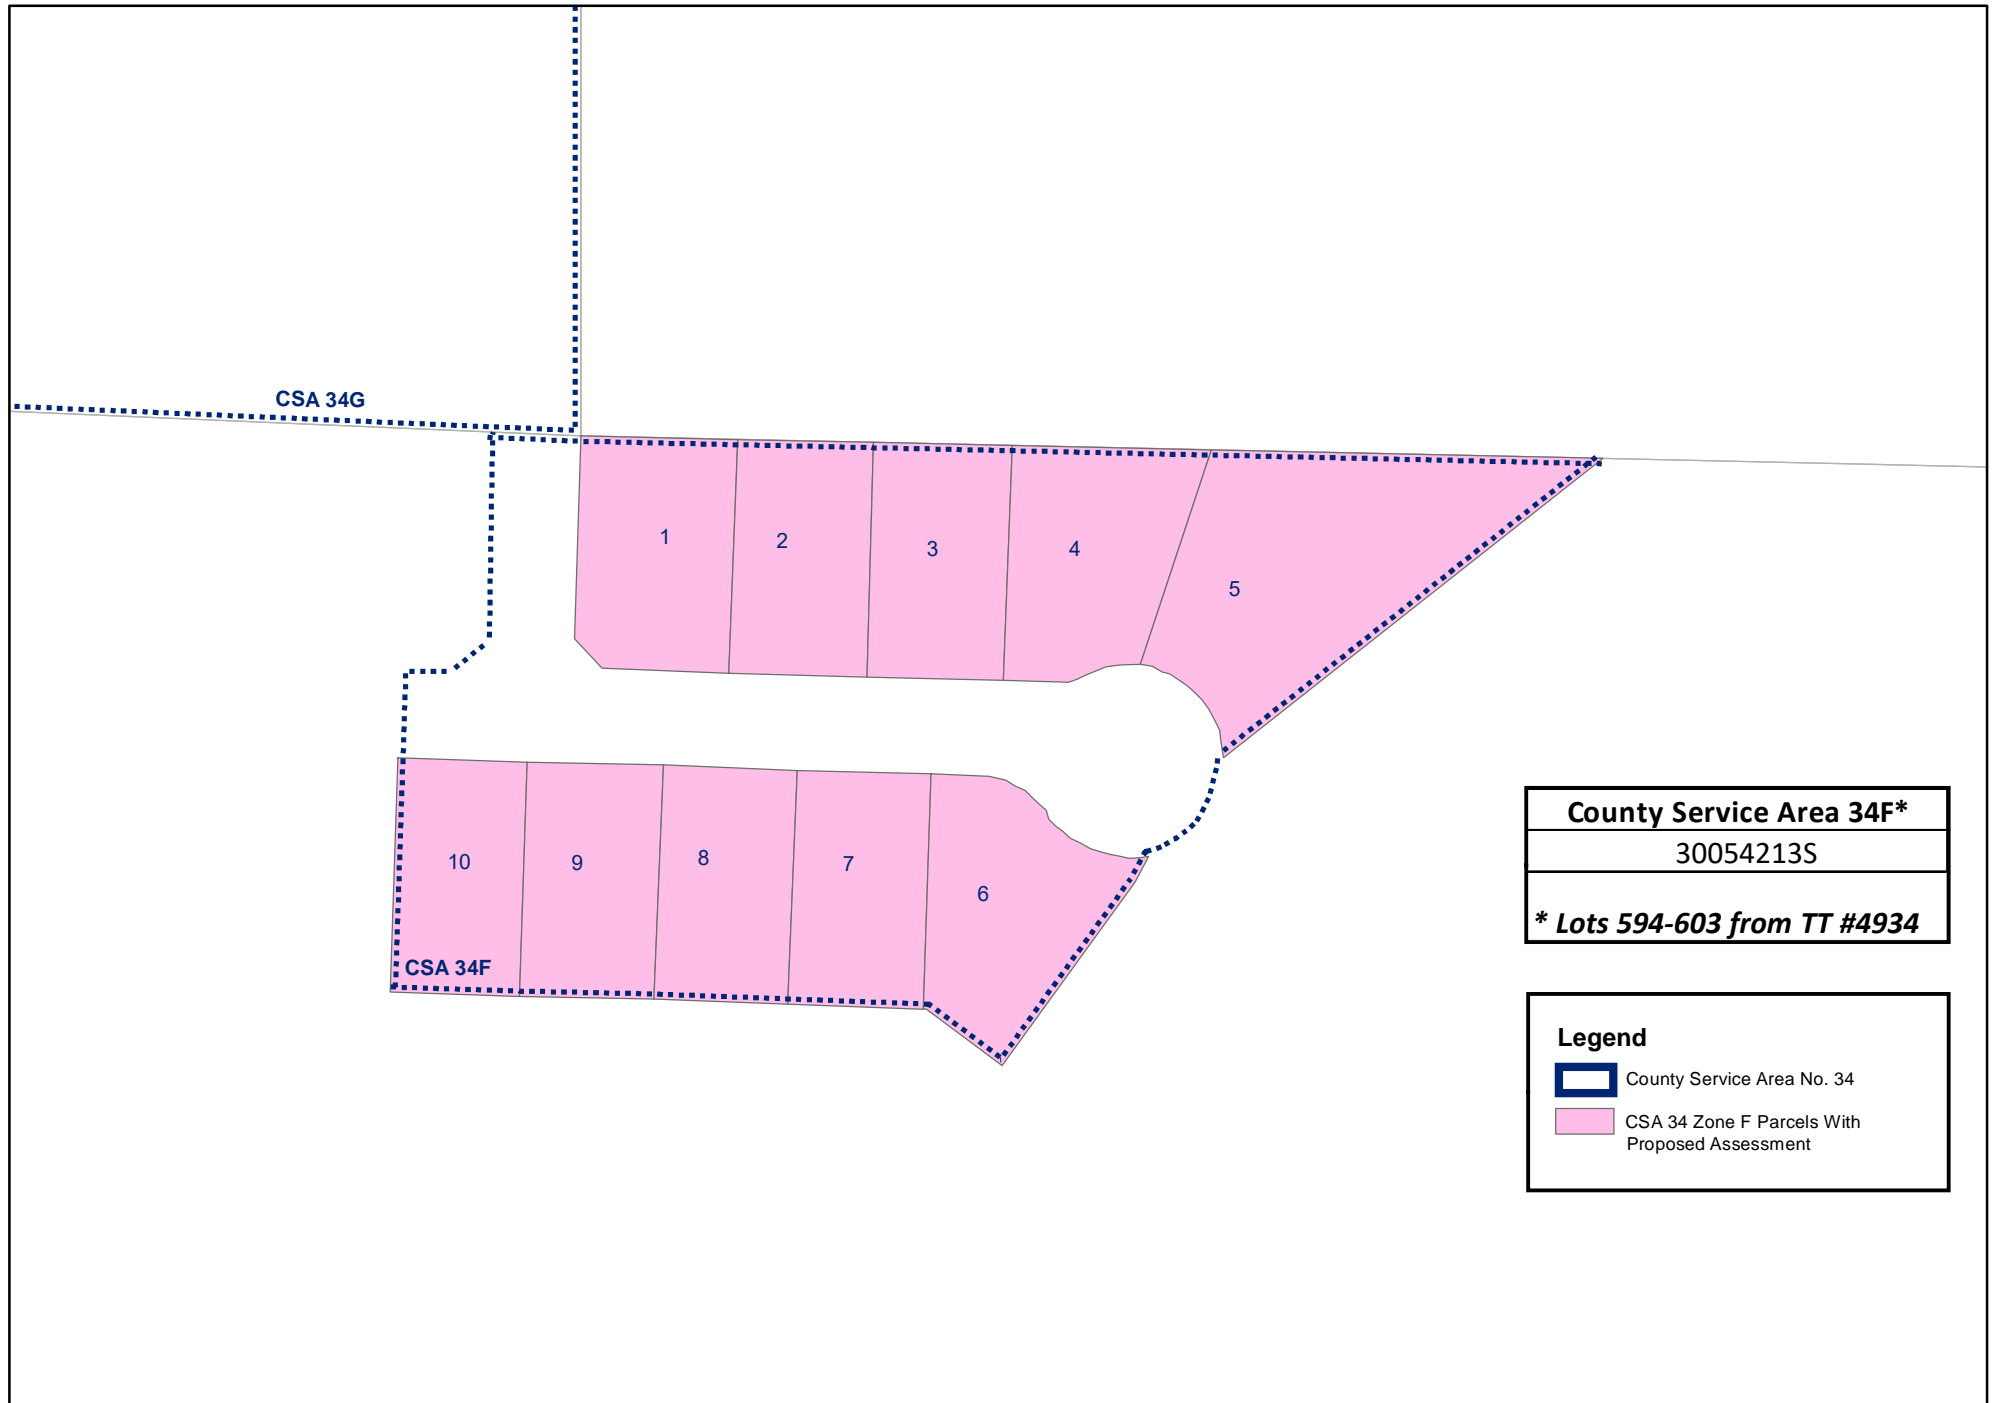 CSA 34G
1
2
3
4
5
10
9
8
7
6
CSA 34F
County Service Area 34F*
30054213S
* Lots 594-603 from TT #4934
Legend
County Service Area No. 34
CSA 34 Zone F Parcels With
Proposed Assessment